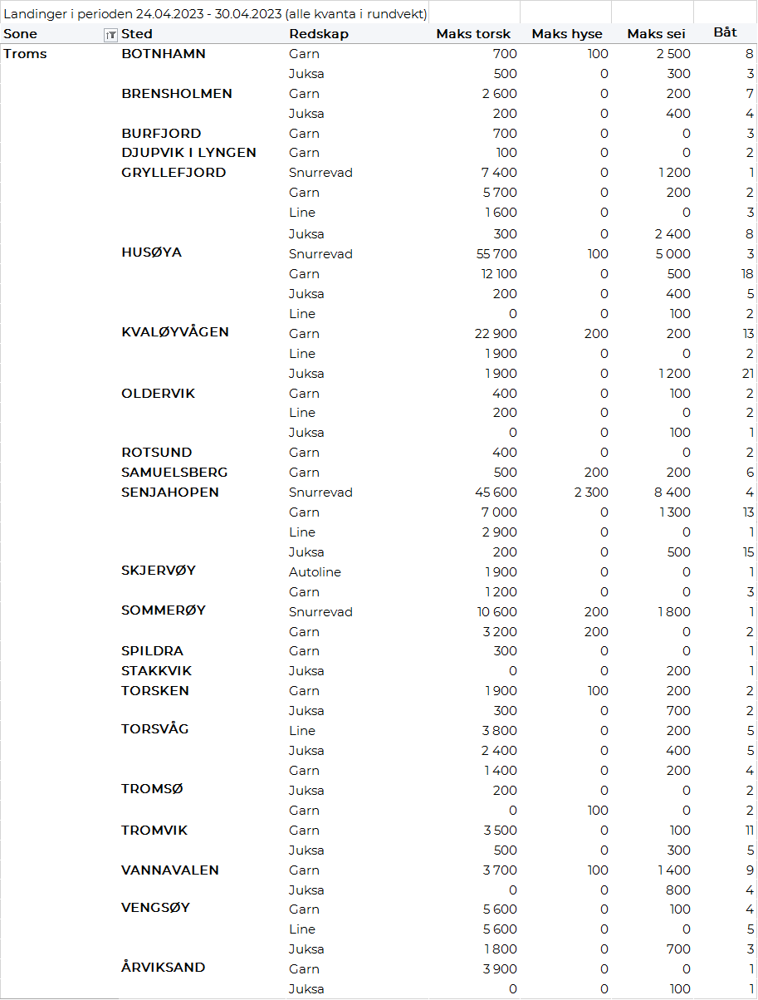 Landinger i perioden 24.04.2023 - 30.04.2023 (alle kvanta i rundvekt)
Sone Sted Redskap Maks torsk Maks hyse Maks sei Båt
Troms BOTNHAMN Garn 700 100 2 500 8
Juksa 500 0 300 3
BRENSHOLMEN Garn 2 600 0 200 7
Juksa 200 0 400 4
BURFJORD Garn 700 0 0 3
DJUPVIK I LYNGEN Garn 100 0 0 2
GRYLLEFJORD Snurrevad 7 400 0 1 200 1
Garn 5 700 0 200 2
Line 1 600 0 0 3
Juksa 300 0 2 400 8
HUSØYA Snurrevad 55 700 100 5 000 3
Garn 12 100 0 500 18
Juksa 200 0 400 5
Line 0 0 100 2
KVALØYVÅGEN Garn 22 900 200 200 13
Line 1 900 0 0 2
Juksa 1 900 0 1 200 21
OLDERVIK Garn 400 0 100 2
Line 200 0 0 2
Juksa 0 0 100 1
ROTSUND Garn 400 0 0 2
SAMUELSBERG Garn 500 200 200 6
SENJAHOPEN Snurrevad 45 600 2 300 8 400 4
Garn 7 000 0 1 300 13
Line 2 900 0 0 1
Juksa 200 0 500 15
SKJERVØY Autoline 1 900 0 0 1
Garn 1 200 0 0 3
SOMMERØY Snurrevad 10 600 200 1 800 1
Garn 3 200 200 0 2
SPILDRA Garn 300 0 0 1
STAKKVIK Juksa 0 0 200 1
TORSKEN Garn 1 900 100 200 2
Juksa 300 0 700 2
TORSVÅG Line 3 800 0 200 5
Juksa 2 400 0 400 5
Garn 1 400 0 200 4
TROMSØ Juksa 200 0 0 2
Garn 0 100 0 2
TROMVIK Garn 3 500 0 100 11
Juksa 500 0 300 5
VANNAVALEN Garn 3 700 100 1 400 9
Juksa 0 0 800 4
VENGSØY Garn 5 600 0 100 4
Line 5 600 0 0 5
Juksa 1 800 0 700 3
ÅRVIKSAND Garn 3 900 0 0 1
Juksa 0 0 100 1